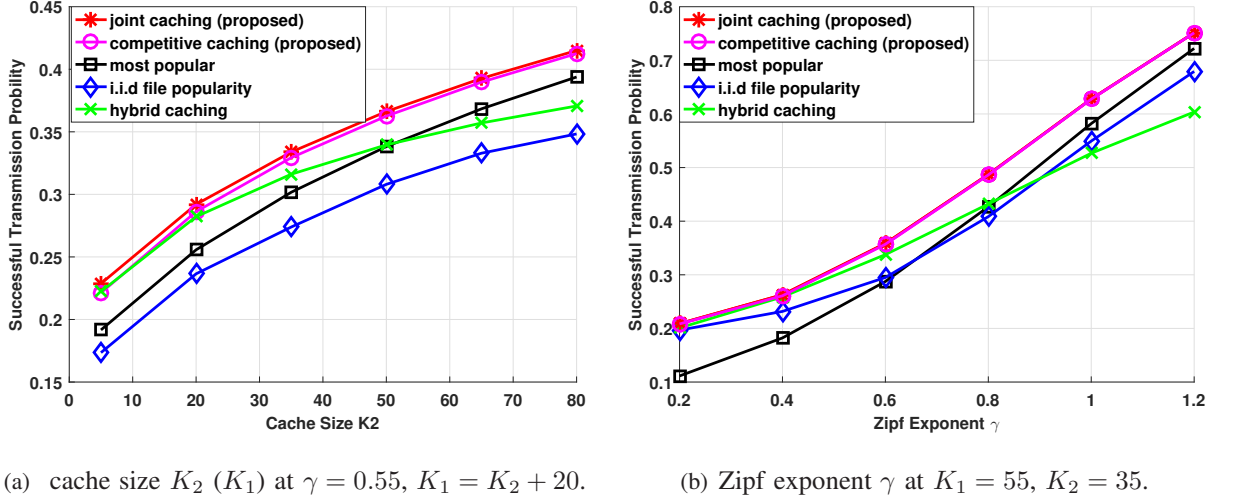 joint caching (proposed)
competitive caching (proposed)
most popular
i.i.d file popularity
hybrid caching
Successful Transmission Probility
0.4
0.35
0.3
0.25
0.2
0.15
0 10 20 30 40 50 60 70 80
Cache Size K2
(a) cache size K₂ (K₁) at γ = 0.55, K₁ = K₂ + 20.
0.8
joint caching (proposed)
competitive caching (proposed)
most popular
i.i.d file popularity
hybrid caching
Successful Transmission Probility
0.7
0.6
0.5
0.4
0.3
0.2
0.1
0.2 0.4 0.6 0.8 1 1.2
Zipf Exponent γ
(b) Zipf exponent γ at K₁ = 55, K₂ = 35.